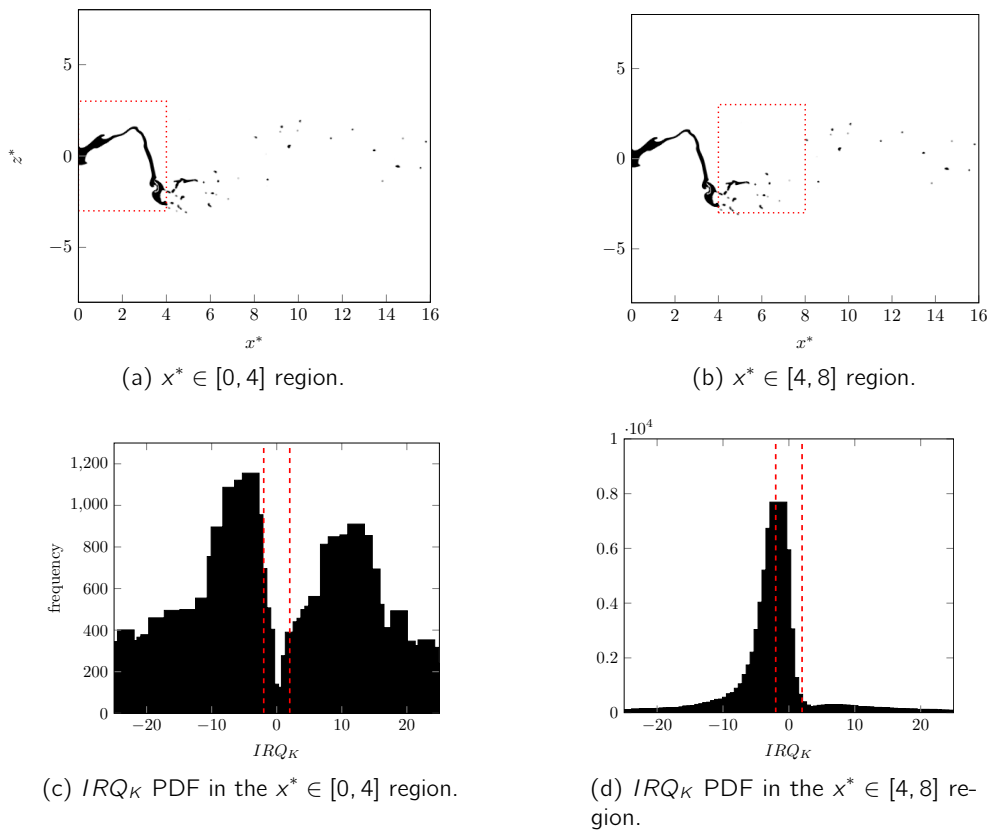 5
0
−5
z*
0 2 4 6 8 10 12 14 16
x*
(a) x* ∈ [0, 4] region.
5
0
−5
0 2 4 6 8 10 12 14 16
x*
(b) x* ∈ [4, 8] region.
1,200
1,000
800
600
400
200
0
frequency
−20 −10 0 10 20
IRQ_K
(c) IRQ_K PDF in the x* ∈ [0, 4] region.
·10⁴
1
0.8
0.6
0.4
0.2
0
−20 −10 0 10 20
IRQ_K
(d) IRQ_K PDF in the x* ∈ [4, 8] re-
gion.